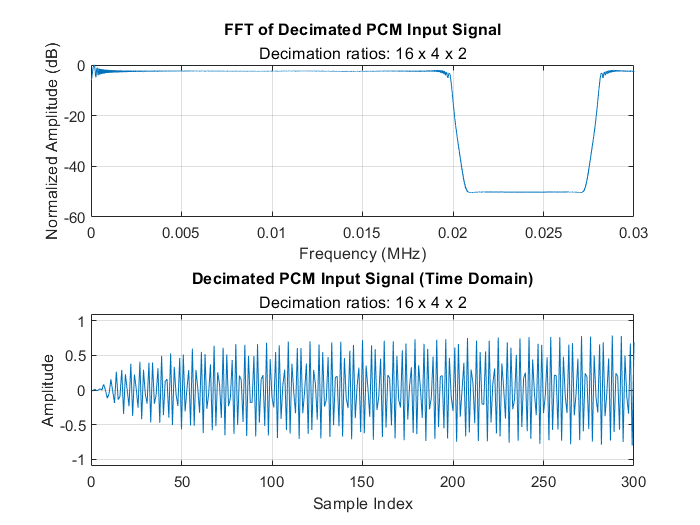 FFT of Decimated PCM Input Signal
Decimation ratios: 16 x 4 x 2
Normalized Amplitude (dB)
0
-20
-40
-60
0
0.005
0.01
0.015
0.02
0.025
0.03
Frequency (MHz)
Decimated PCM Input Signal (Time Domain)
Decimation ratios: 16 x 4 x 2
Amplitude
1
0.5
0
-0.5
-1
0
50
100
150
200
250
300
Sample Index